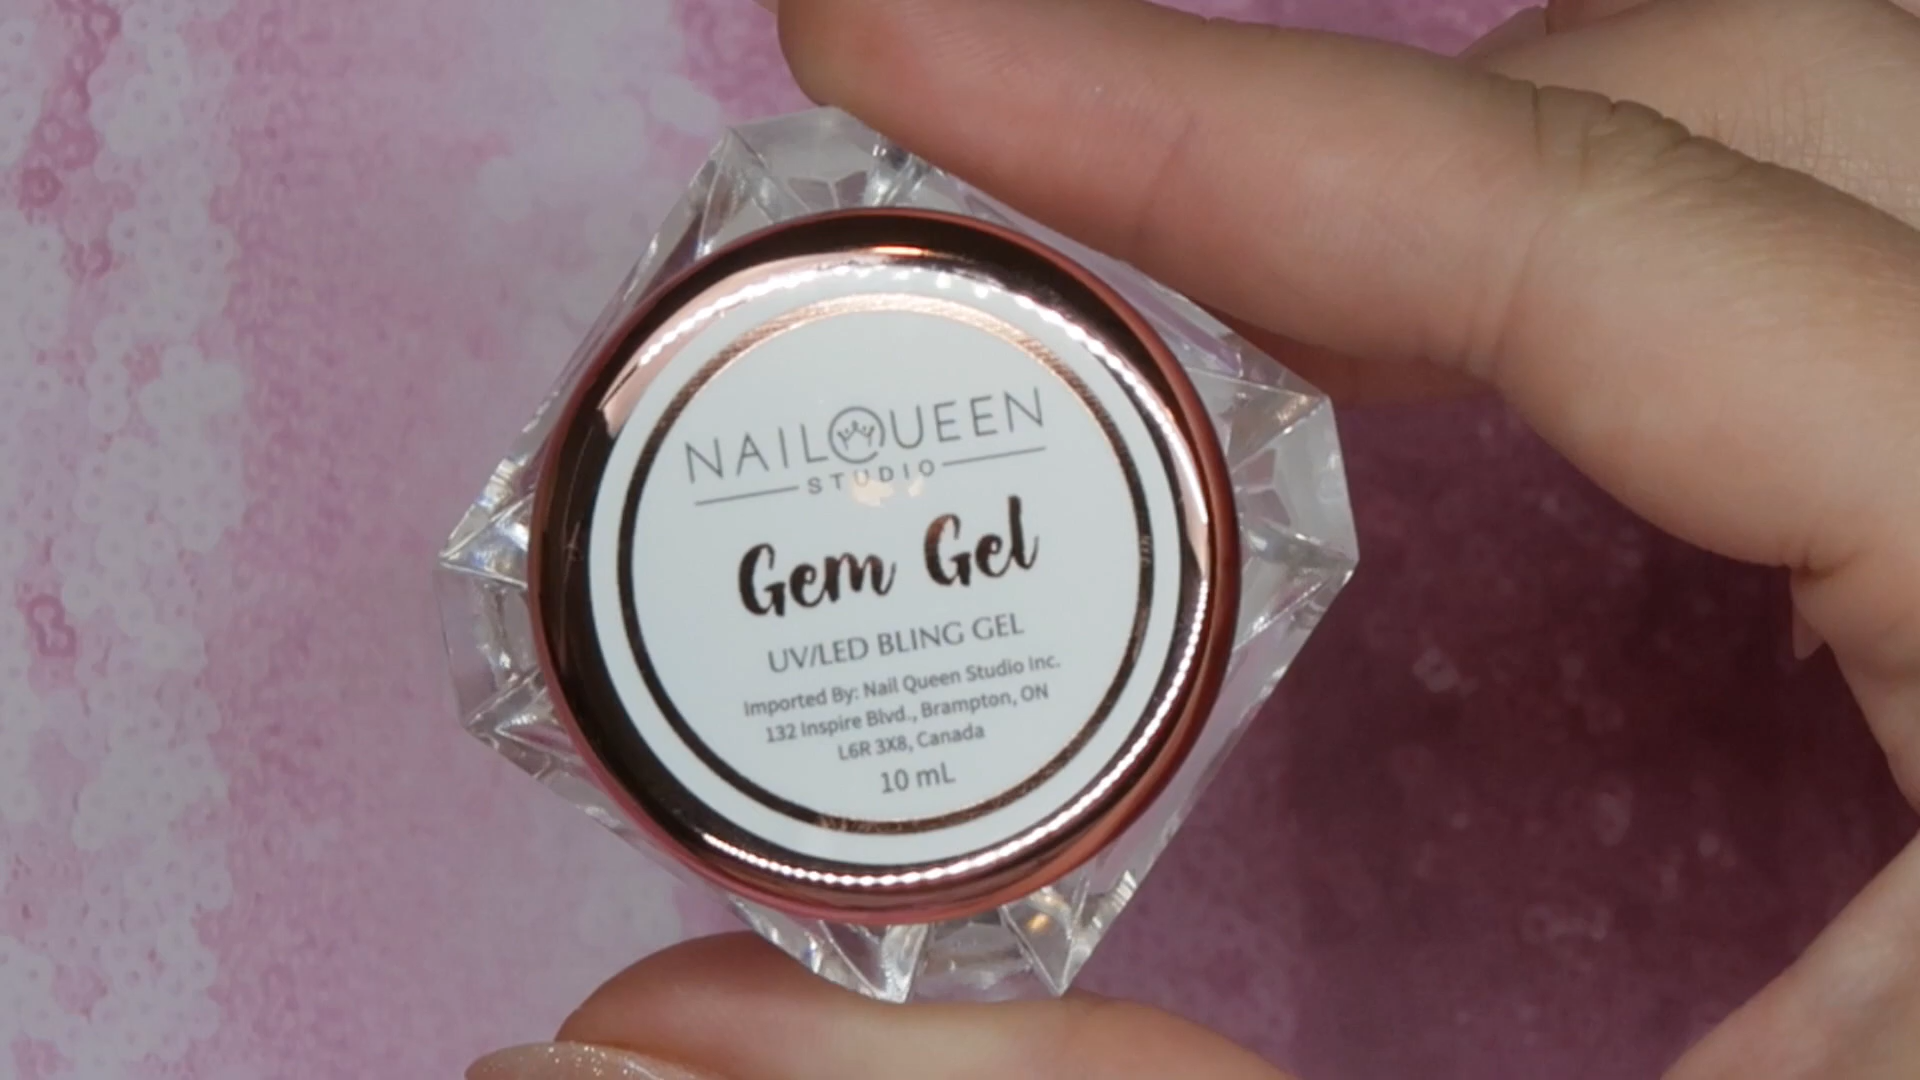 NAILQUEEN
STUDIO
Gem Gel
UV/LED BLING GEL
Imported By: Nail Queen Studio Inc.
132 Inspire Blvd., Brampton, ON
L6R 3X8, Canada
10 mL